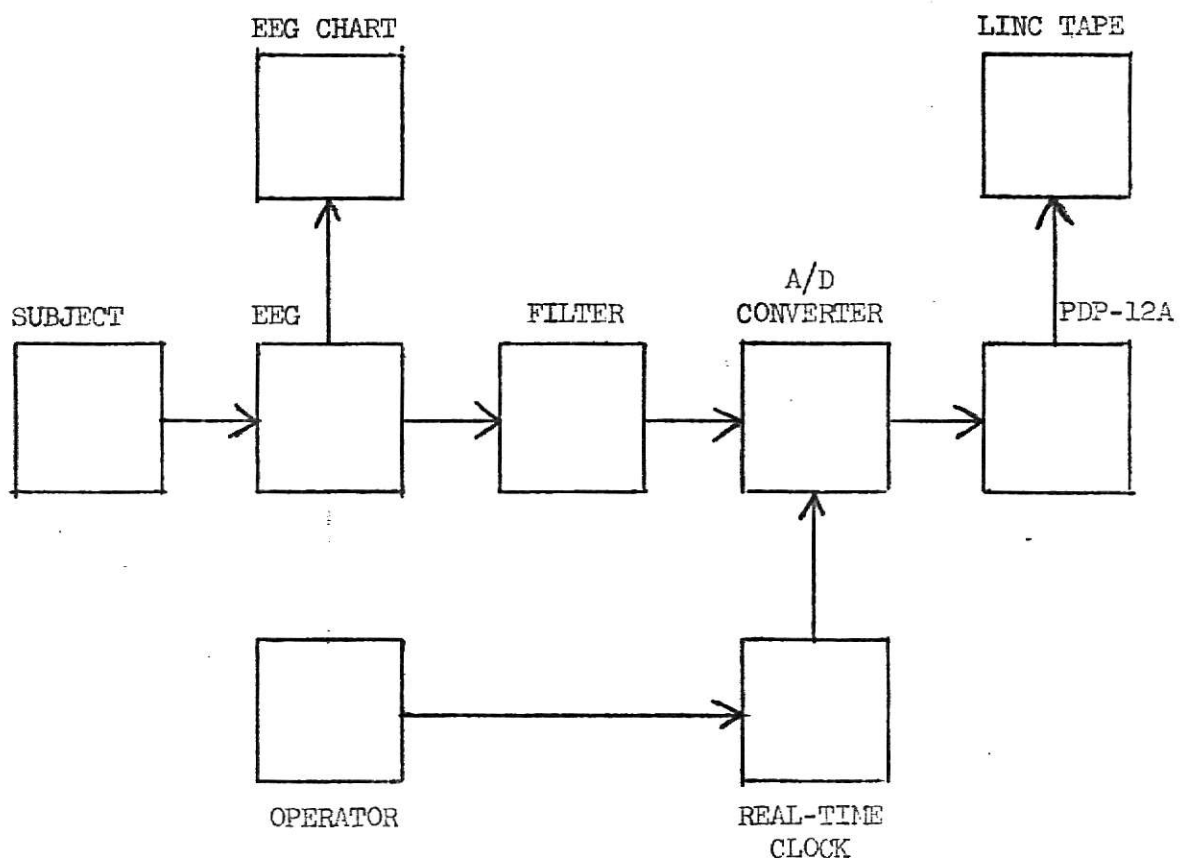 EEG CHART
LINC TAPE
SUBJECT
EEG
FILTER
A/D
CONVERTER
PDP-12A
OPERATOR
REAL-TIME
CLOCK